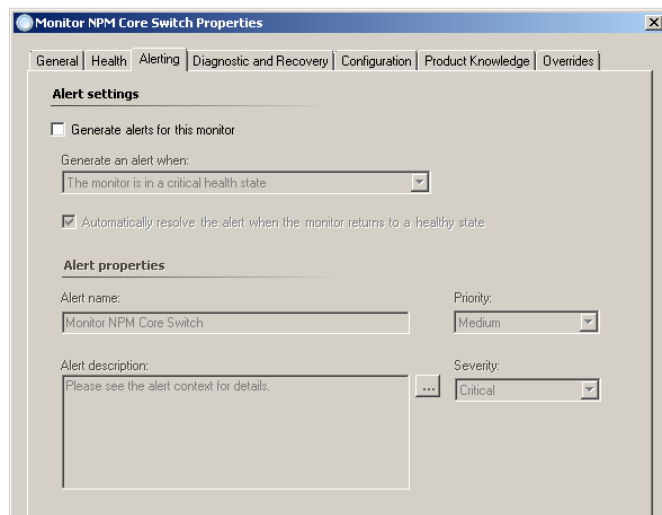 Monitor NPM Core Switch Properties
General Health Alerting Diagnostic and Recovery Configuration Product Knowledge Overrides
Alert settings
Generate alerts for this monitor
Generate an alert when:
The monitor is in a critical health state
Automatically resolve the alert when the monitor returns to a healthy state
Alert properties
Alert name: Priority:
Monitor NPM Core Switch Medium
Alert description: Severity:
Please see the alert context for details. ... Critical